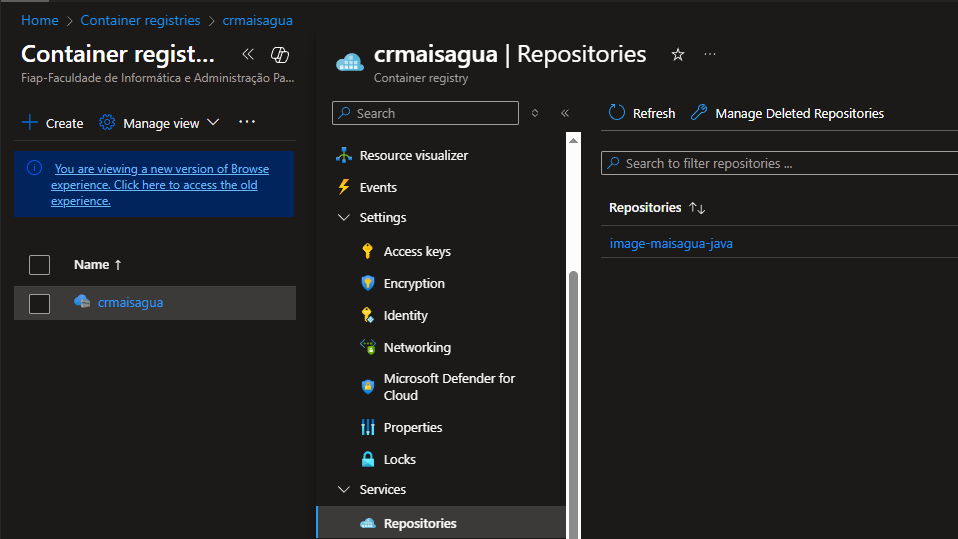 Home > Container registries > crmaisagua
Container regist...
Fiap-Faculdade de Informática e Administração Pa...
Create
Manage view
...
You are viewing a new version of Browse
experience. Click here to access the old
experience.
Name ↑
crmaisagua
crmaisagua | Repositories
...
Container registry
Search
Resource visualizer
Events
Settings
Access keys
Encryption
Identity
Networking
Microsoft Defender for
Cloud
Properties
Locks
Services
Repositories
Refresh
Manage Deleted Repositories
Search to filter repositories ...
Repositories ↑↓
image-maisagua-java